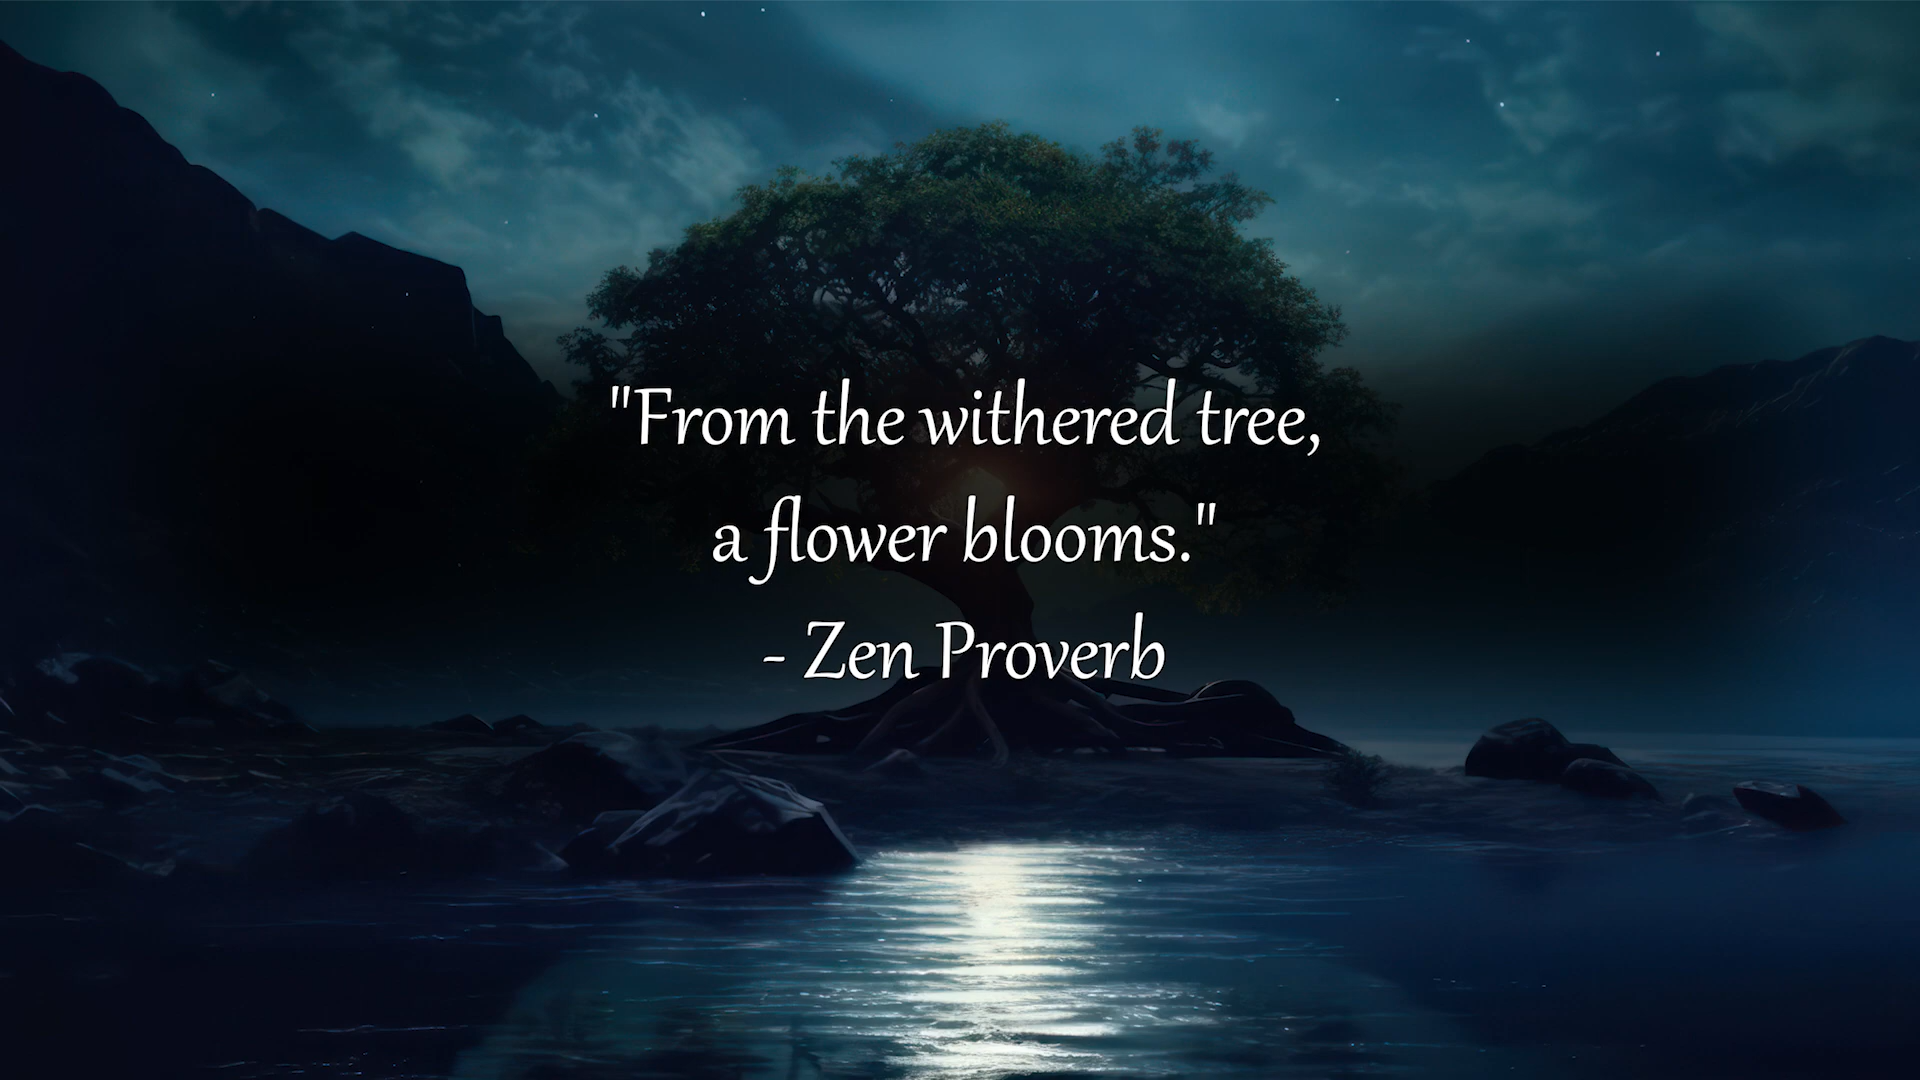 "From the withered tree,
a flower blooms."
- Zen Proverb